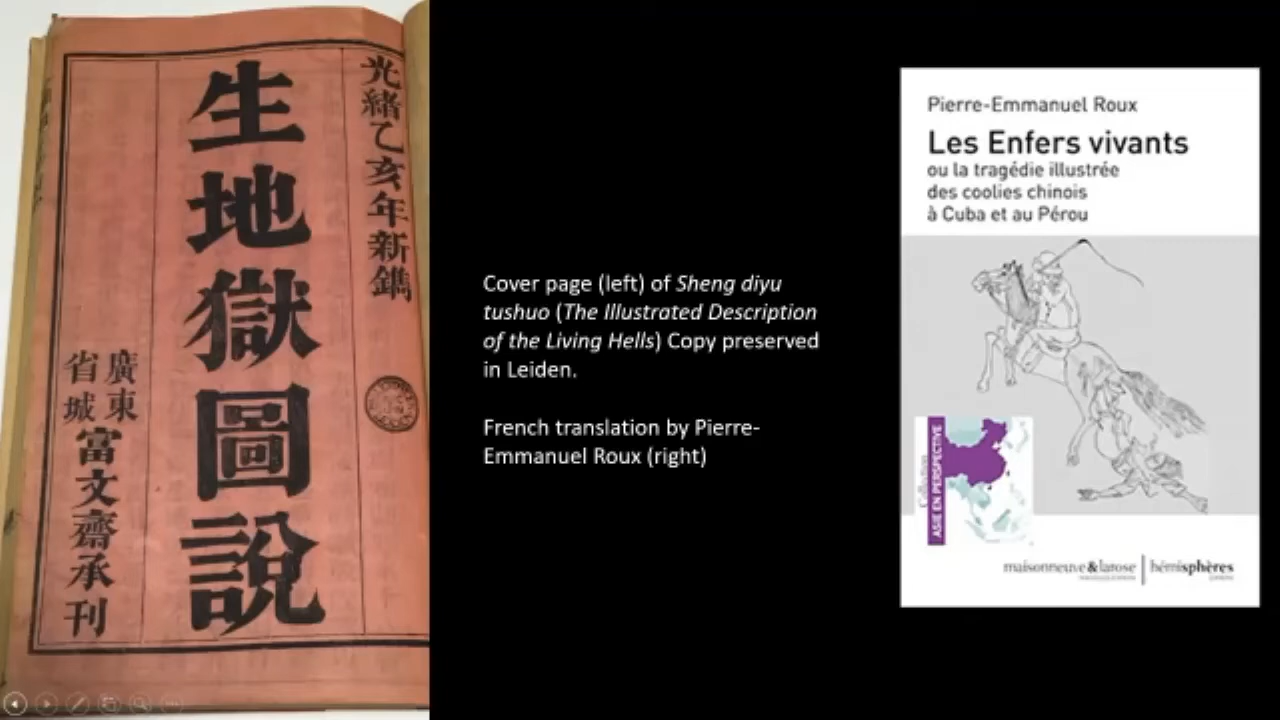 光緒乙亥年新鐫
生地獄圖說
廣東
省城
富文齋承刊
Cover page (left) of Sheng diyu
tushuo (The Illustrated Description
of the Living Hells) Copy preserved
in Leiden.
French translation by Pierre-
Emmanuel Roux (right)
Pierre-Emmanuel Roux
Les Enfers vivants
ou la tragédie illustrée
des coolies chinois
à Cuba et au Pérou
Collection
ASIE EN PERSPECTIVE
maisonneuve&larose
hémisphères